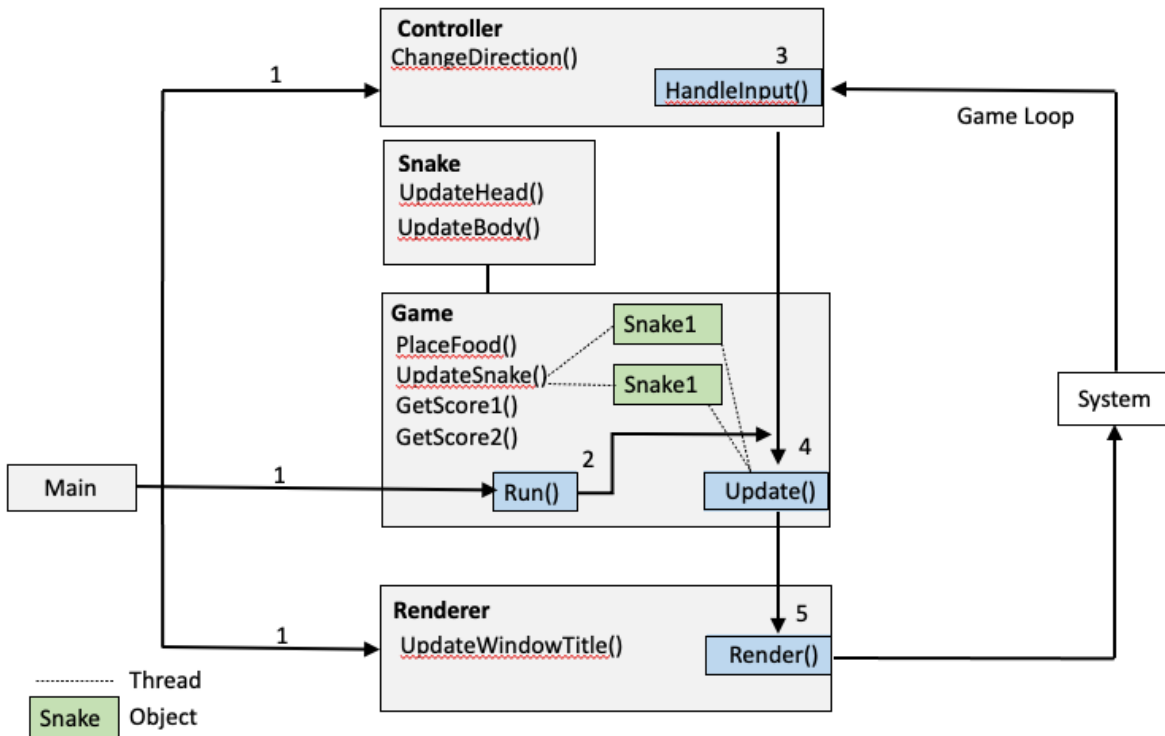 Controller
ChangeDirection()
3
HandleInput()
1
Game Loop
Snake
UpdateHead()
UpdateBody()
Game
PlaceFood()
UpdateSnake()
GetScore1()
GetScore2()
Snake1
Snake1
System
2
4
Main
1
Run()
Update()
Renderer
UpdateWindowTitle()
1
5
Render()
Thread
Snake
Object